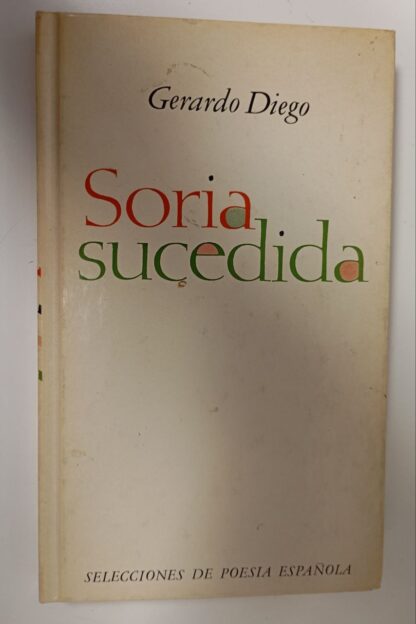 Gerardo Diego
Soria
sucedida
SELECCIONES DE POESIA ESPAÑOLA